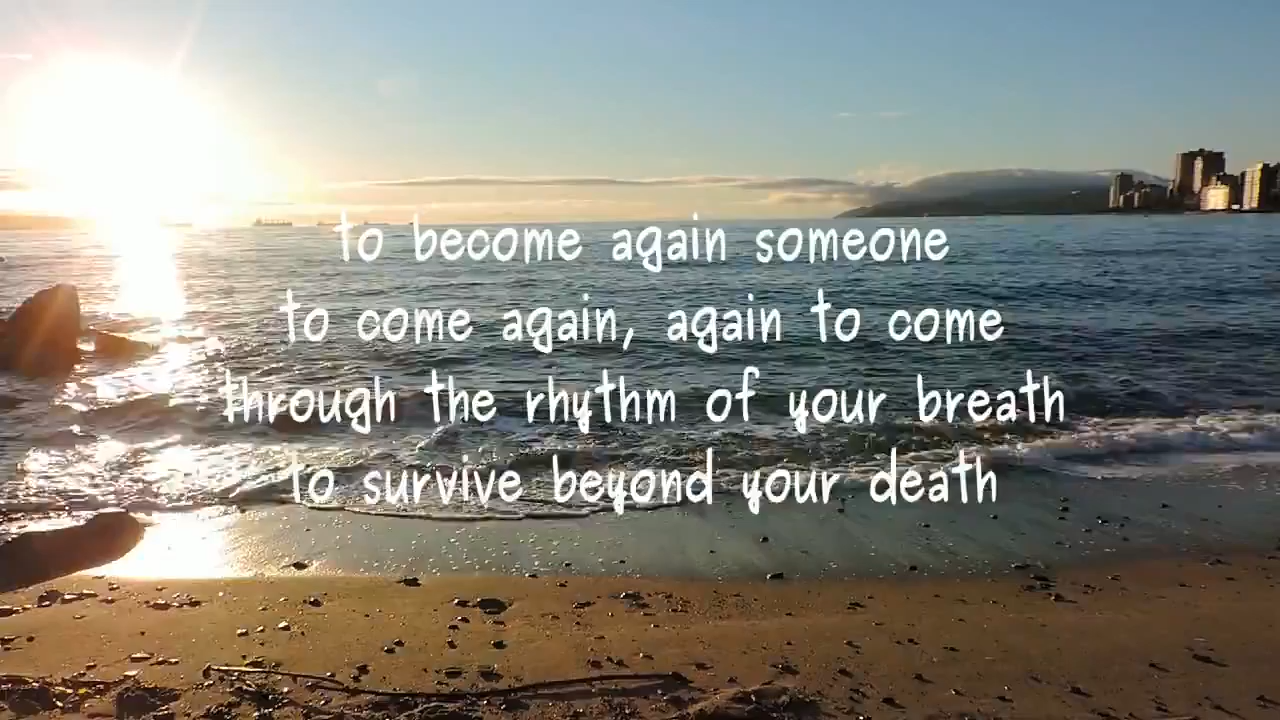 to become again someone
to come again, again to come
through the rhythm of your breath
to survive beyond your death